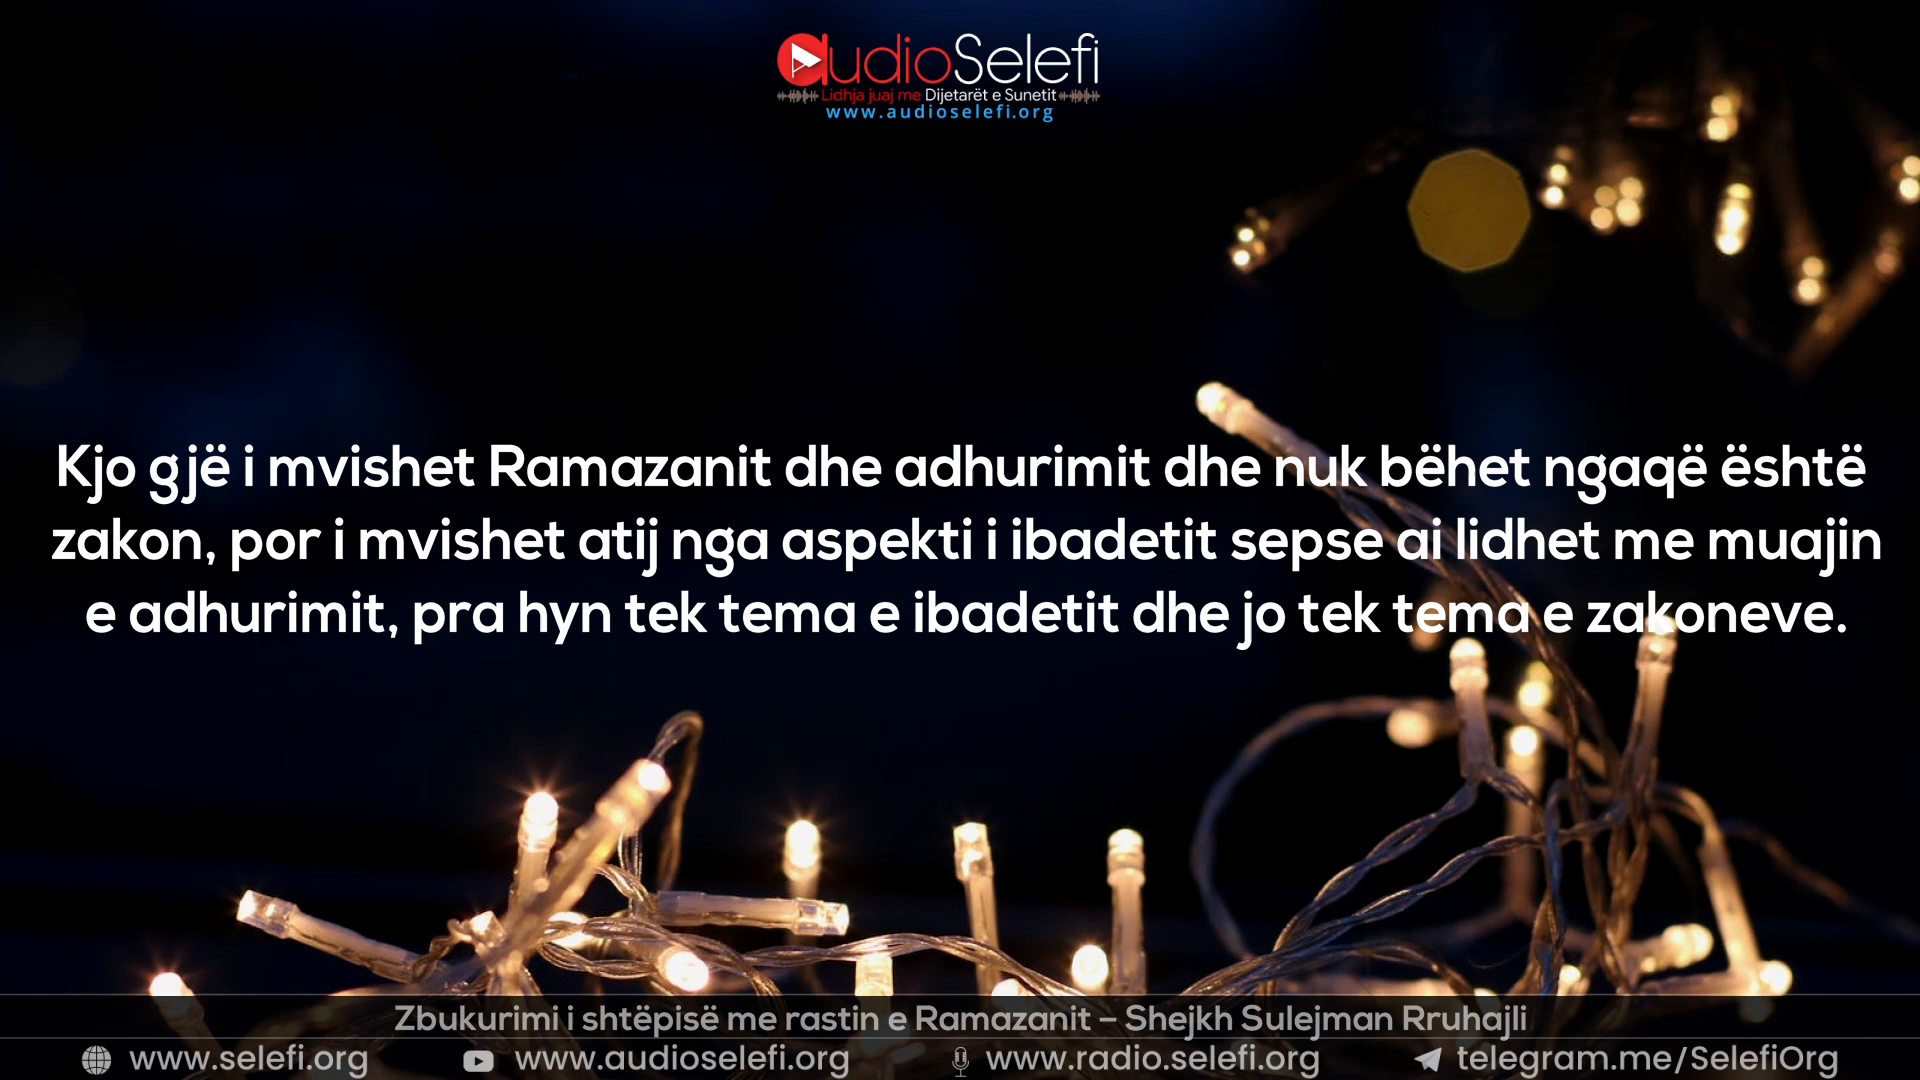 audioSelefi
Lidhja juaj me Dijetarët e Sunetit
www.audioselefi.org
Kjo gjë i mvishet Ramazanit dhe adhurimit dhe nuk bëhet ngaqë është
zakon, por i mvishet atij nga aspekti i ibadetit sepse ai lidhet me muajin
e adhurimit, pra hyn tek tema e ibadetit dhe jo tek tema e zakoneve.
Zbukurimi i shtëpisë me rastin e Ramazanit – Shejkh Sulejman Rruhajli
www.selefi.org www.audioselefi.org www.radio.selefi.org telegram.me/SelefiOrg